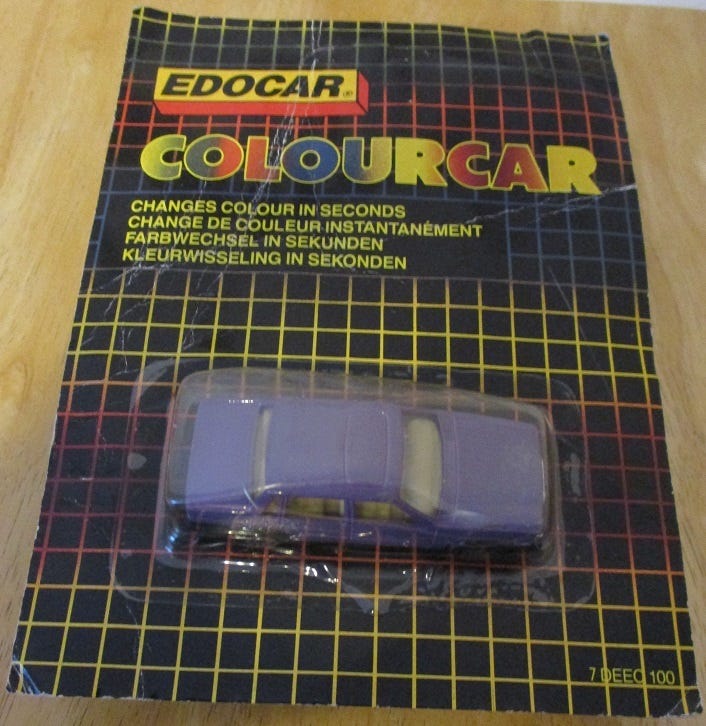 EDOCAR®
COLOURCAR
CHANGES COLOUR IN SECONDS
CHANGE DE COULEUR INSTANTANÉMENT
FARBWECHSEL IN SEKUNDEN
KLEURWISSELING IN SEKONDEN
7 DEEC 100